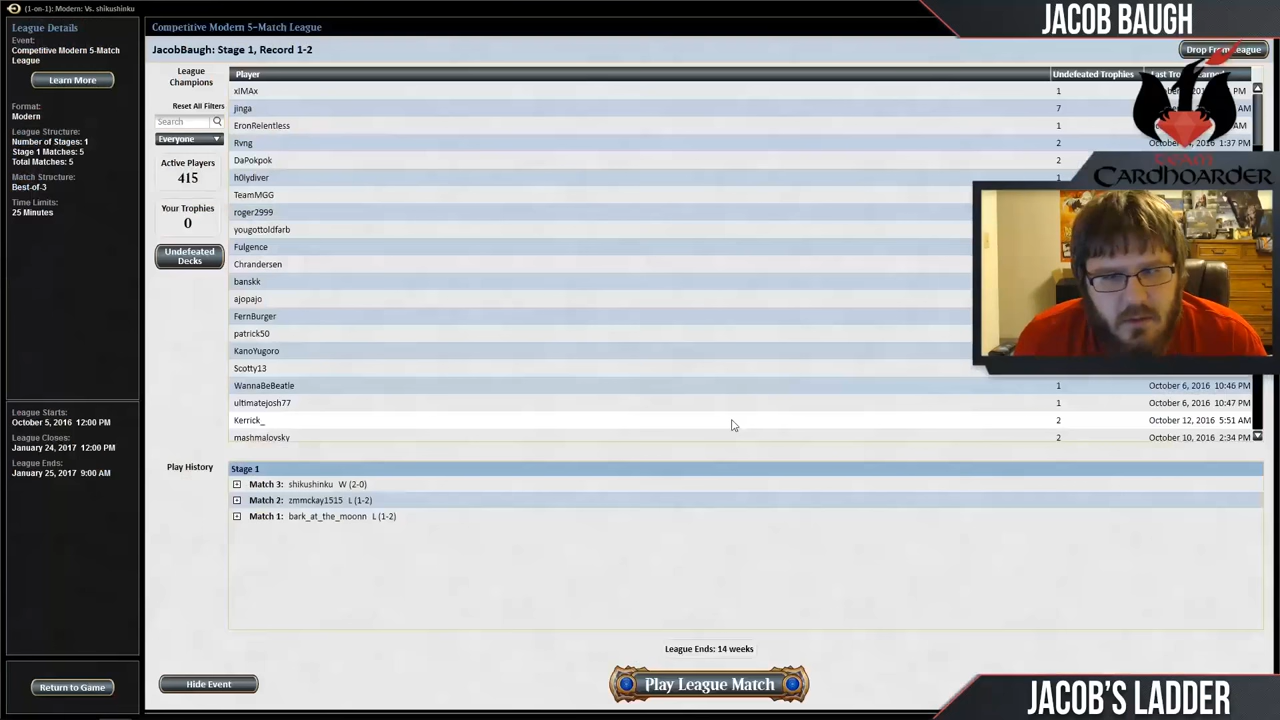 (1-on-1): Modern: Vs. shikushinku
JACOB BAUGH
League Details
Event:
Competitive Modern 5-Match
League
Learn More
Format:
Modern
League Structure:
Number of Stages: 1
Stage 1 Matches: 5
Total Matches: 5
Match Structure:
Best-of-3
Time Limits:
25 Minutes
League Starts:
October 5, 2016 12:00 PM
League Closes:
January 24, 2017 12:00 PM
League Ends:
January 25, 2017 9:00 AM
Return to Game
Competitive Modern 5-Match League
JacobBaugh: Stage 1, Record 1-2
League
Champions
Reset All Filters
Search
Everyone
Active Players
415
Your Trophies
0
Undefeated
Decks
Player Undefeated Trophies
xIMAx 1
jinga 7
EronRelentless 1
Rvng 2 1:37 PM
DaPokpok 2
h0lydiver 1
TeamMGG
roger2999
yougottoldfarb
Fulgence
Chrandersen
banskk
ajopajo
FernBurger
patrick50
KanoYugoro
Scotty13
WannaBeBeatle 1 October 6, 2016 10:46 PM
ultimatejosh77 1 October 6, 2016 10:47 PM
Kerrick_ 2 October 12, 2016 5:51 AM
mashmalovsky 2 October 10, 2016 2:34 PM
TEAM
CARDHOARDER
Play History
Stage 1
Match 3: shikushinku W (2-0)
Match 2: zmmckay1515 L (1-2)
Match 1: bark_at_the_moonn L (1-2)
League Ends: 14 weeks
Hide Event
Play League Match
JACOB'S LADDER